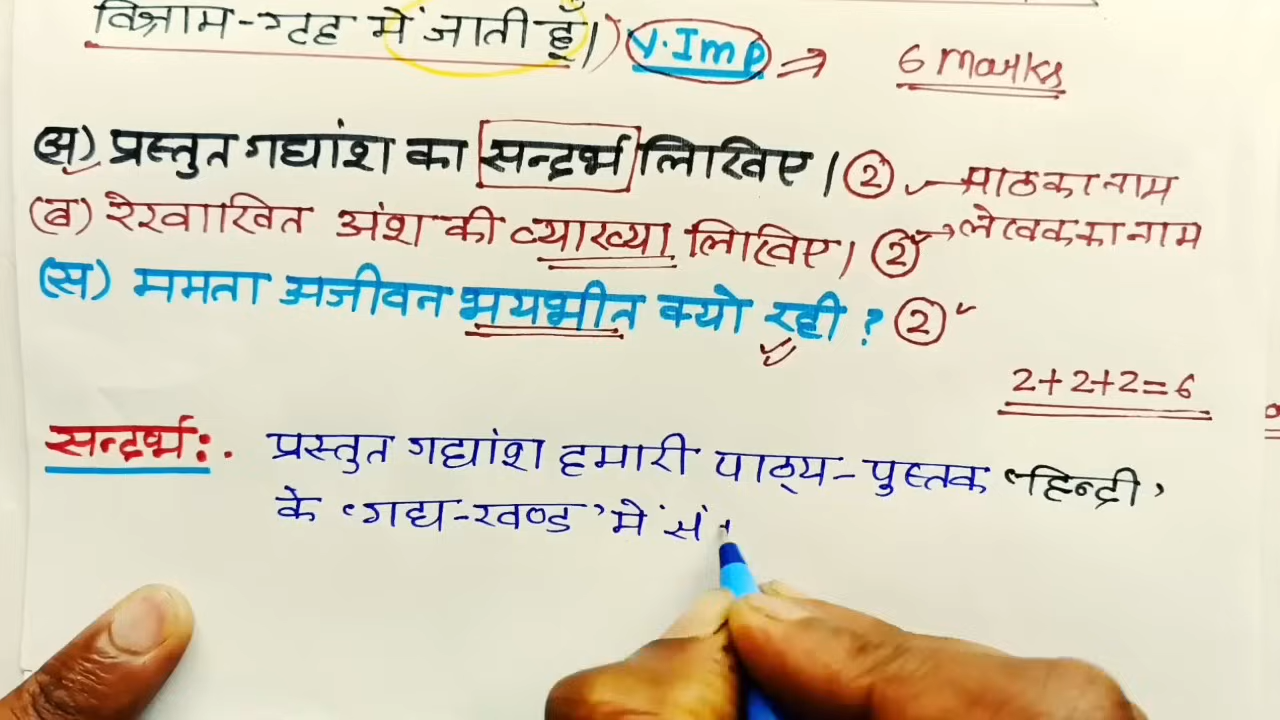 विश्राम-गृह में जाती हूँ।) V.Imp ⇒ 6 Marks
(अ) प्रस्तुत गद्यांश का सन्दर्भ लिखिए। (2) पाठ का नाम
(ब) रेखांकित अंश की व्याख्या लिखिए। (2) → लेखक का नाम
(स) ममता अजीवन भयभीत क्यो रही ? (2)
2+2+2=6
सन्दर्भ:. प्रस्तुत गद्यांश हमारी पाठ्य-पुस्तक 'हिन्दी'
के 'गद्य-खण्ड' में सं